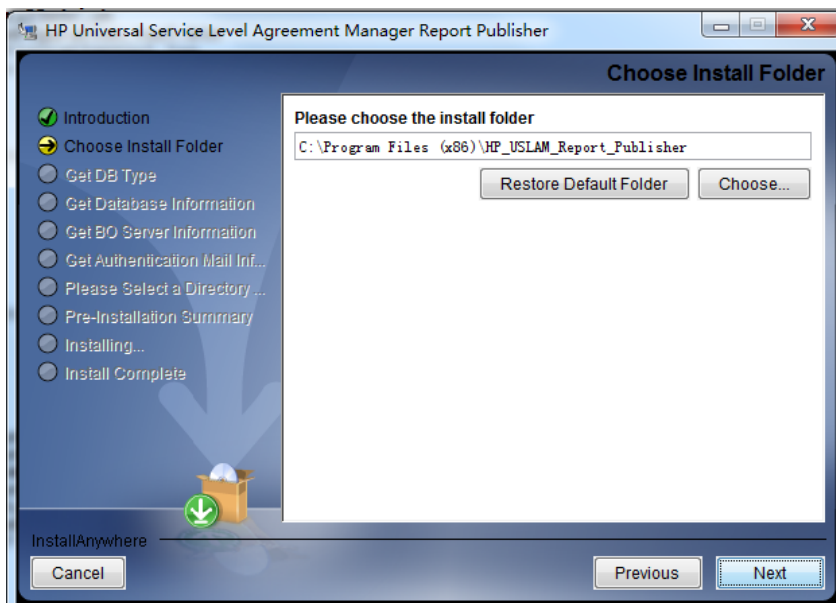 HP Universal Service Level Agreement Manager Report Publisher
Choose Install Folder
Introduction
Choose Install Folder
Get DB Type
Get Database Information
Get BO Server Information
Get Authentication Mail Inf...
Please Select a Directory ...
Pre-Installation Summary
Installing...
Install Complete
Please choose the install folder
C:\Program Files (x86)\HP_USLAM_Report_Publisher
Restore Default Folder
Choose...
InstallAnywhere
Cancel
Previous
Next